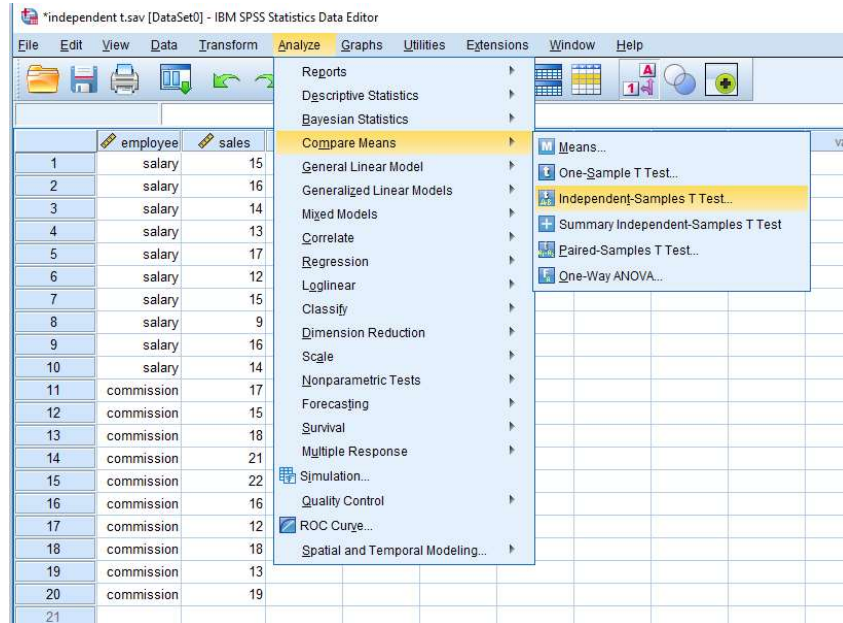 *independent t.sav [DataSet0] - IBM SPSS Statistics Data Editor
File Edit View Data Transform Analyze Graphs Utilities Extensions Window Help
employee sales
1 salary 15
2 salary 16
3 salary 14
4 salary 13
5 salary 17
6 salary 12
7 salary 15
8 salary 9
9 salary 16
10 salary 14
11 commission 17
12 commission 15
13 commission 18
14 commission 21
15 commission 22
16 commission 16
17 commission 12
18 commission 18
19 commission 13
20 commission 19
21
Reports
Descriptive Statistics
Bayesian Statistics
Compare Means
General Linear Model
Generalized Linear Models
Mixed Models
Correlate
Regression
Loglinear
Classify
Dimension Reduction
Scale
Nonparametric Tests
Forecasting
Survival
Multiple Response
Simulation...
Quality Control
ROC Curve...
Spatial and Temporal Modeling...
Means...
One-Sample T Test...
Independent-Samples T Test...
Summary Independent-Samples T Test
Paired-Samples T Test...
One-Way ANOVA...
1 A
va